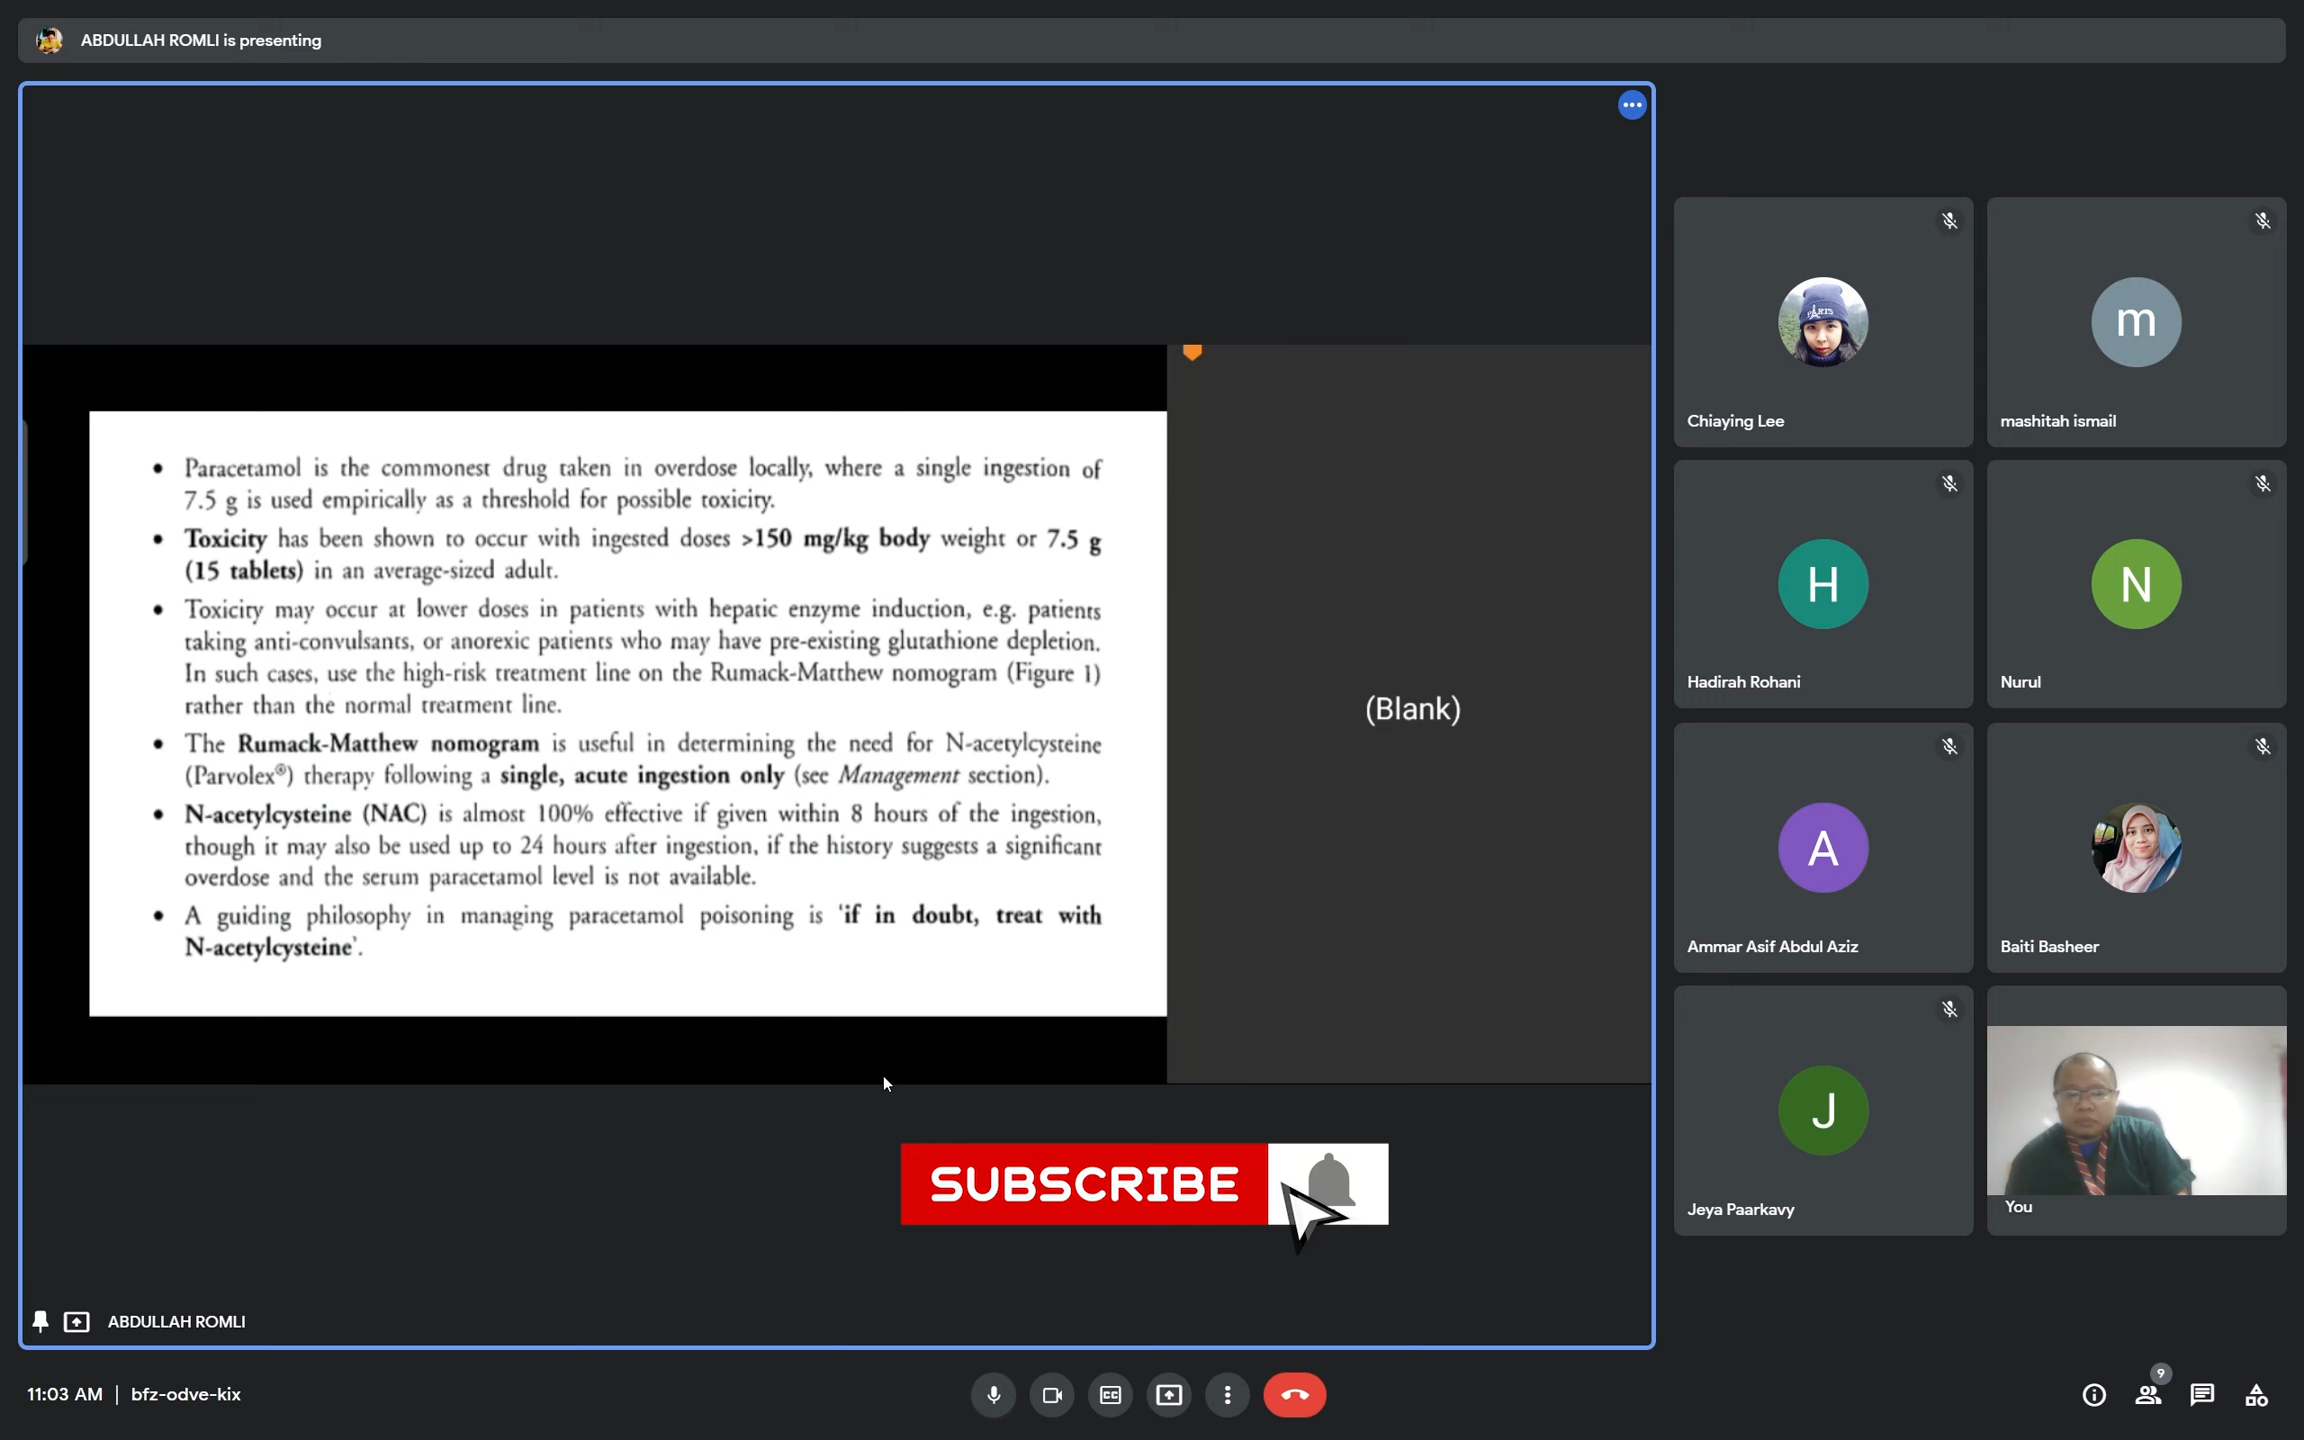 ABDULLAH ROMLI is presenting
• Paracetamol is the commonest drug taken in overdose locally, where a single ingestion of
7.5 g is used empirically as a threshold for possible toxicity.
• Toxicity has been shown to occur with ingested doses >150 mg/kg body weight or 7.5 g
(15 tablets) in an average-sized adult.
• Toxicity may occur at lower doses in patients with hepatic enzyme induction, e.g. patients
taking anti-convulsants, or anorexic patients who may have pre-existing glutathione depletion.
In such cases, use the high-risk treatment line on the Rumack-Matthew nomogram (Figure 1)
rather than the normal treatment line.
• The Rumack-Matthew nomogram is useful in determining the need for N-acetylcysteine
(Parvolex®) therapy following a single, acute ingestion only (see Management section).
• N-acetylcysteine (NAC) is almost 100% effective if given within 8 hours of the ingestion,
though it may also be used up to 24 hours after ingestion, if the history suggests a significant
overdose and the serum paracetamol level is not available.
• A guiding philosophy in managing paracetamol poisoning is 'if in doubt, treat with
N-acetylcysteine'.
(Blank)
SUBSCRIBE
ABDULLAH ROMLI
PARIS
Chiaying Lee
m
mashitah ismail
H
Hadirah Rohani
N
Nurul
A
Ammar Asif Abdul Aziz
Baiti Basheer
J
Jeya Paarkavy
You
11:03 AM | bfz-odve-kix
CC
9